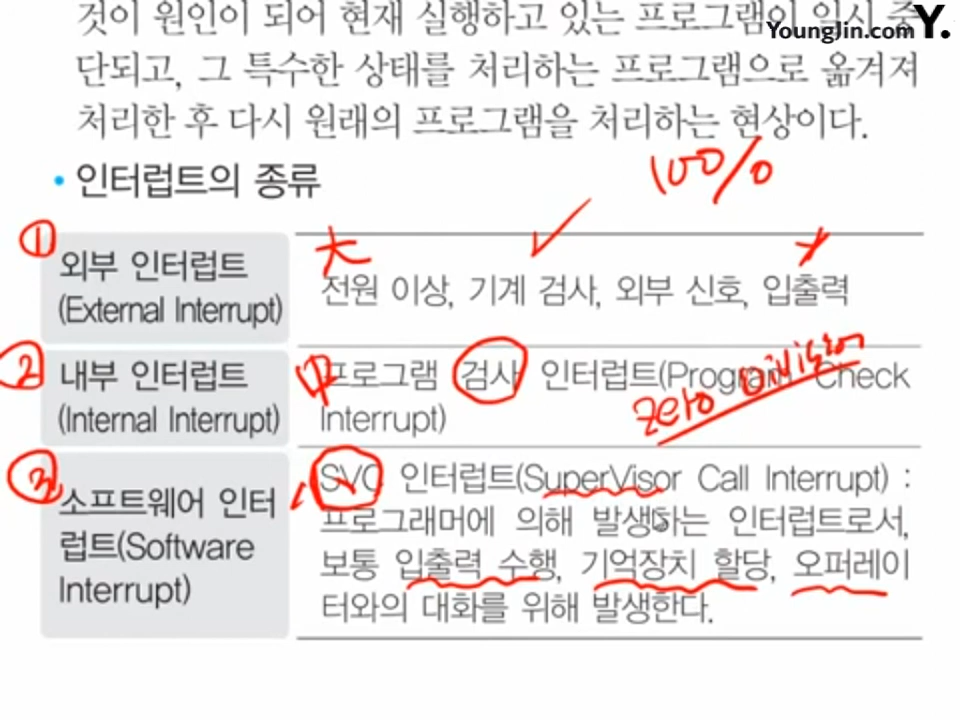 것이 원인이 되어 현재 실행하고 있는 프로그램이 일시 중
YoungJin.com Y.
단되고, 그 특수한 상태를 처리하는 프로그램으로 옮겨져
처리한 후 다시 원래의 프로그램을 처리하는 현상이다.
• 인터럽트의 종류
100%
①
외부 인터럽트
(External Interrupt)
전원 이상, 기계 검사, 외부 신호, 입출력
②
내부 인터럽트
(Internal Interrupt)
프로그램 검사 인터럽트(Program Check
Interrupt)
zero division
③
소프트웨어 인터
럽트(Software
Interrupt)
SVC 인터럽트(SuperVisor Call Interrupt) :
프로그래머에 의해 발생하는 인터럽트로서,
보통 입출력 수행, 기억장치 할당, 오퍼레이
터와의 대화를 위해 발생한다.